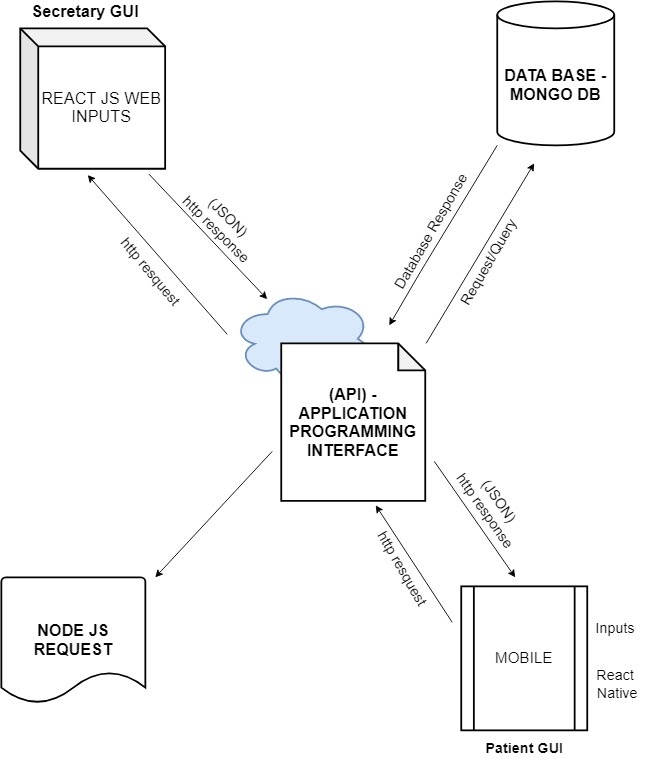 Secretary GUI
REACT JS WEB
INPUTS
DATA BASE -
MONGO DB
(JSON)
http response
http resquest
Database Response
Request/Query
(API) -
APPLICATION
PROGRAMMING
INTERFACE
(JSON)
http response
http resquest
NODE JS
REQUEST
MOBILE
Inputs
React
Native
Patient GUI